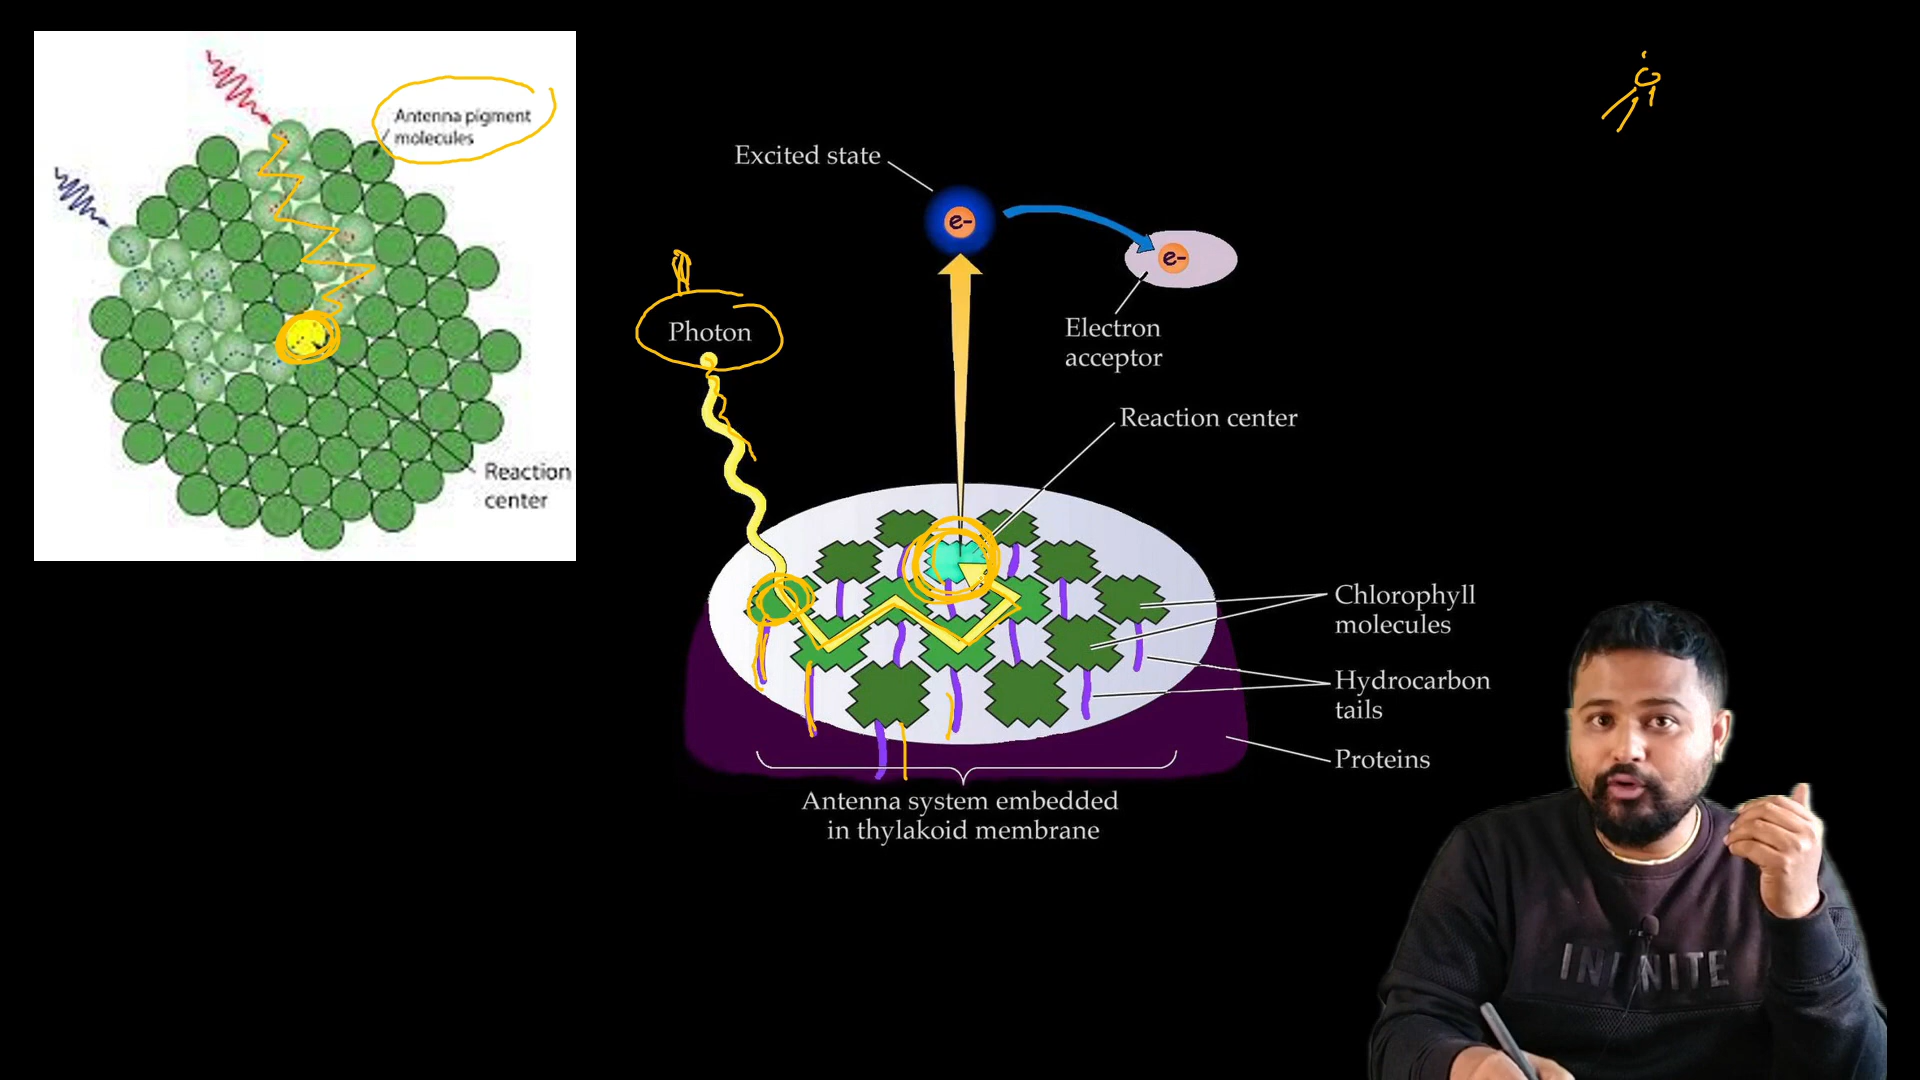 Antenna pigment
molecules
Reaction
center
Excited state
e-
e-
Photon
Electron
acceptor
Reaction center
Chlorophyll
molecules
Hydrocarbon
tails
Proteins
Antenna system embedded
in thylakoid membrane